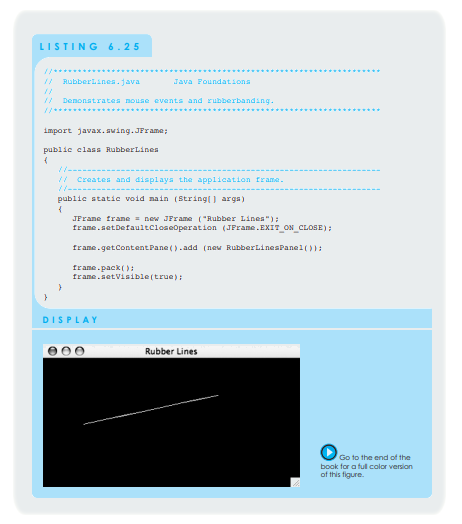 LISTING 6.25
//********************************************************************
//  RubberLines.java       Java Foundations
//
//  Demonstrates mouse events and rubberbanding.
//********************************************************************
import javax.swing.JFrame;
public class RubberLines
{
//-----------------------------------------------------------------
//  Creates and displays the application frame.
//-----------------------------------------------------------------
public static void main (String[] args)
{
JFrame frame = new JFrame ("Rubber Lines");
frame.setDefaultCloseOperation (JFrame.EXIT_ON_CLOSE);
frame.getContentPane().add (new RubberLinesPanel());
frame.pack();
frame.setVisible(true);
}
}
DISPLAY
Rubber Lines
Go to the end of the
book for a full color version
of this figure.